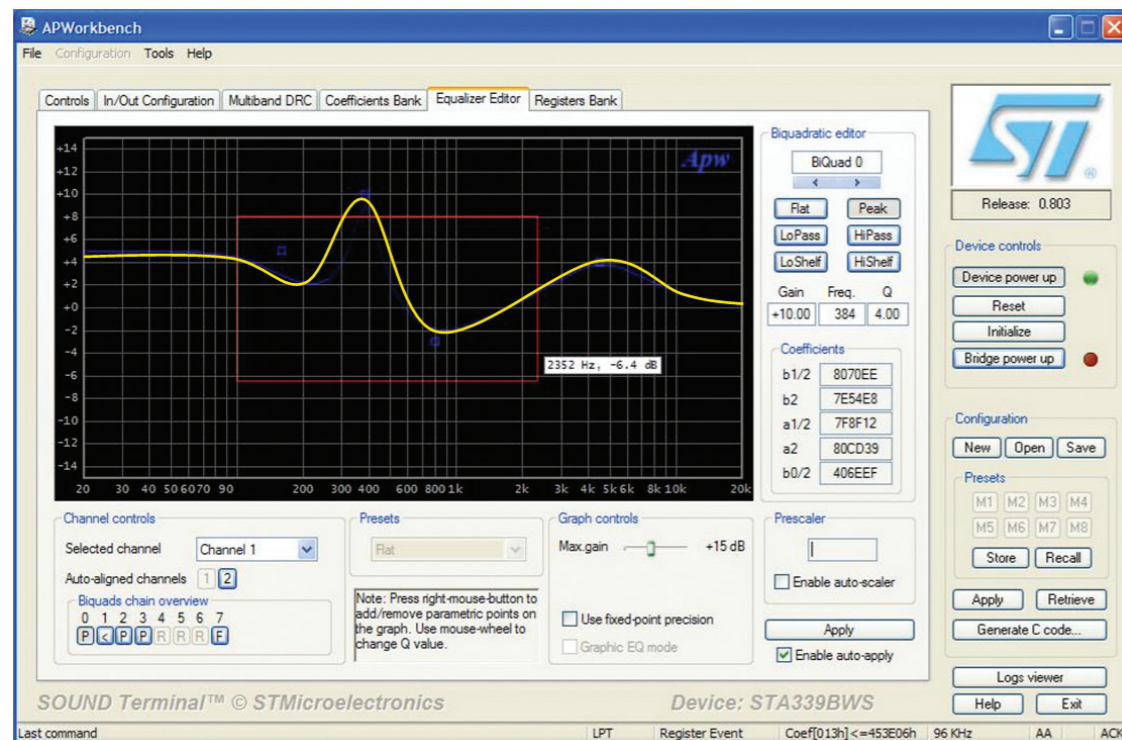 APWorkbench
File Configuration Tools Help
Controls In/Out Configuration Multiband DRC Coefficients Bank Equalizer Editor Registers Bank
Apw
+14
+12
+10
+8
+6
+4
+2
+0
-2
-4
-6
-8
-10
-12
-14
2352 Hz, -6.4 dB
20 30 40 50 60 70 90 200 300 400 600 800 1k 2k 3k 4k 5k 6k 8k 10k 20k
Biquadratic editor
BiQuad 0
< >
Flat Peak
LoPass HiPass
LoShelf HiShelf
Gain Freq. Q
+10.00 384 4.00
Coefficients
b1/2 8070EE
b2 7E54E8
a1/2 7F8F12
a2 80CD39
b0/2 406EEF
ST ®
Release: 0.803
Device controls
Device power up
Reset
Initialize
Bridge power up
Configuration
New Open Save
Presets
M1 M2 M3 M4
M5 M6 M7 M8
Store Recall
Apply Retrieve
Generate C code...
Logs viewer
Help Exit
Channel controls
Selected channel Channel 1
Auto-aligned channels 1 2
Biquads chain overview
0 1 2 3 4 5 6 7
P < P P R R R F
Presets
Flat
Note: Press right-mouse-button to
add/remove parametric points on
the graph. Use mouse-wheel to
change Q value.
Graph controls
Max.gain +15 dB
Use fixed-point precision
Graphic EQ mode
Prescaler
Enable auto-scaler
Apply
Enable auto-apply
SOUND Terminal™ © STMicroelectronics Device: STA339BWS
Last command LPT Register Event Coef[013h]<=453E06h 96 KHz AA ACK